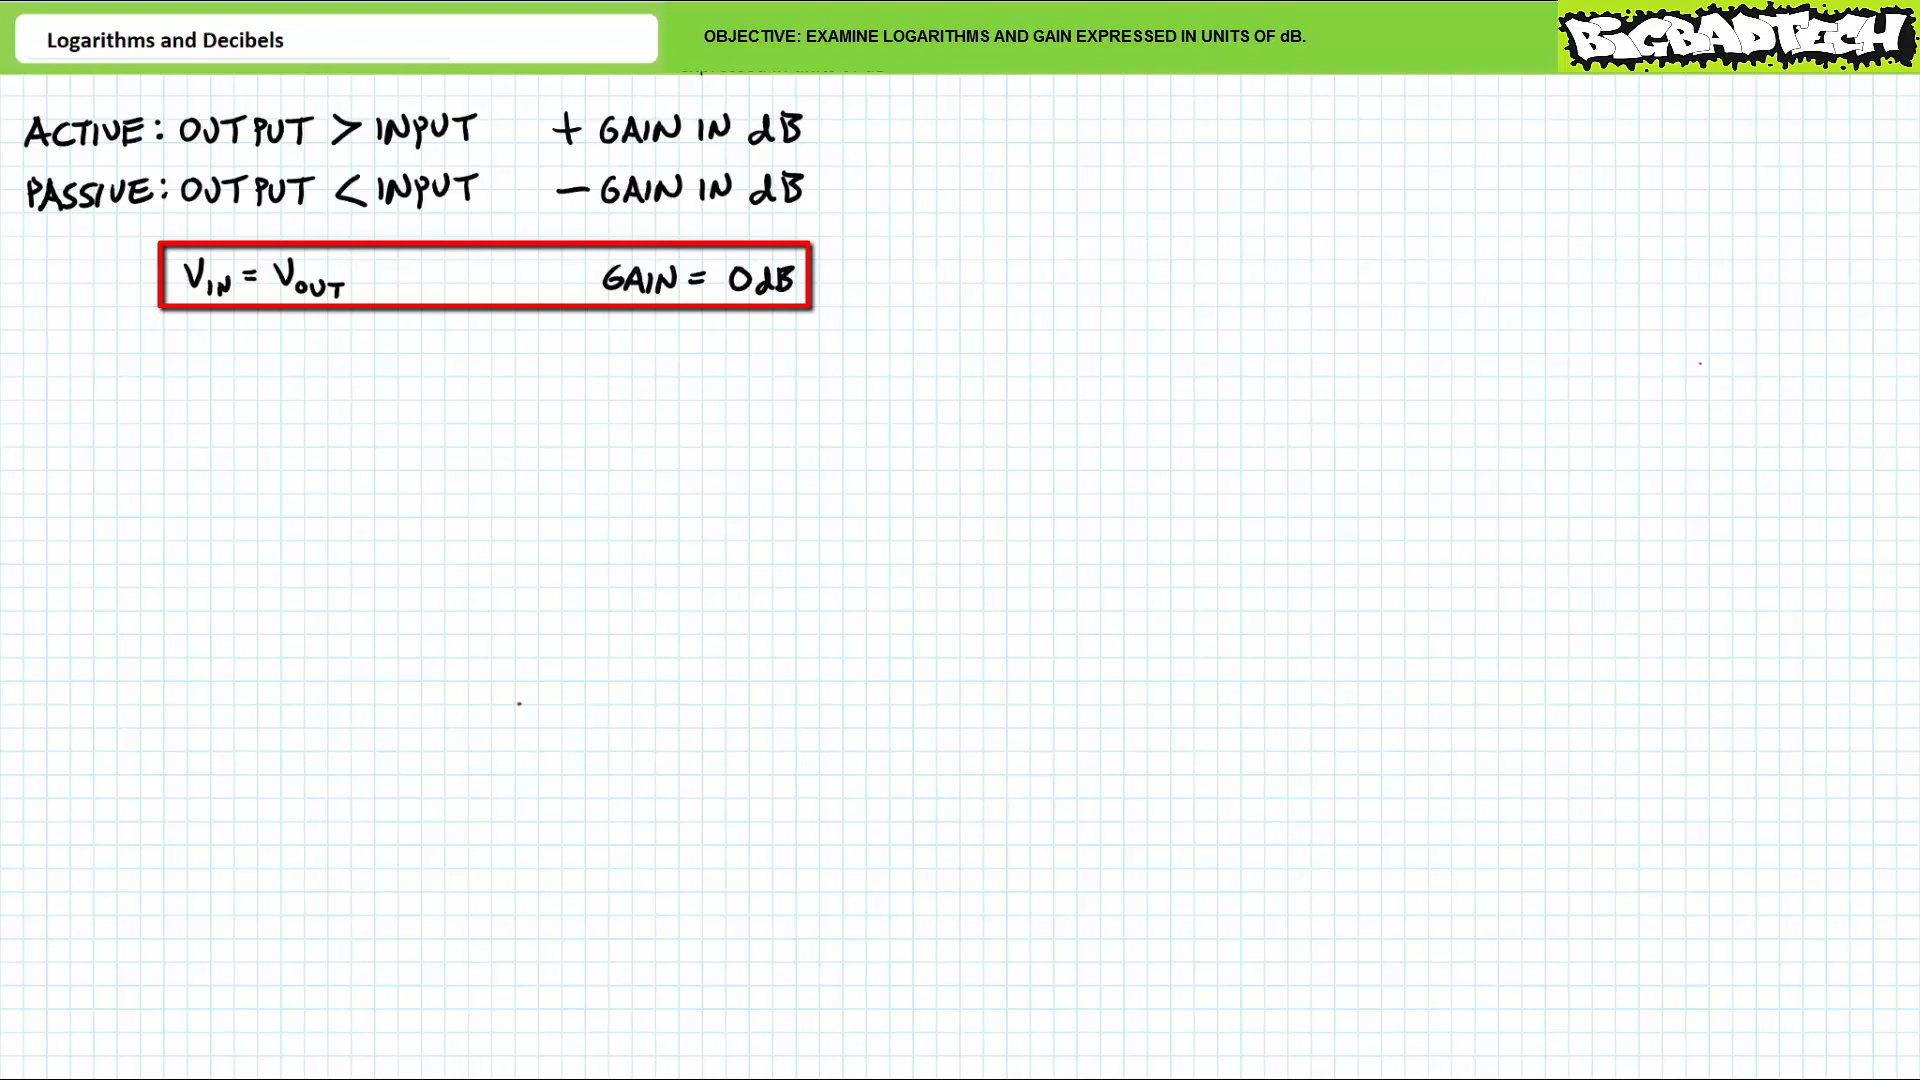 Logarithms and Decibels
OBJECTIVE: EXAMINE LOGARITHMS AND GAIN EXPRESSED IN UNITS OF dB.
BIGBADTECH
ACTIVE: OUTPUT > INPUT + GAIN IN dB
PASSIVE: OUTPUT < INPUT - GAIN IN dB
VIN = VOUT GAIN = 0dB